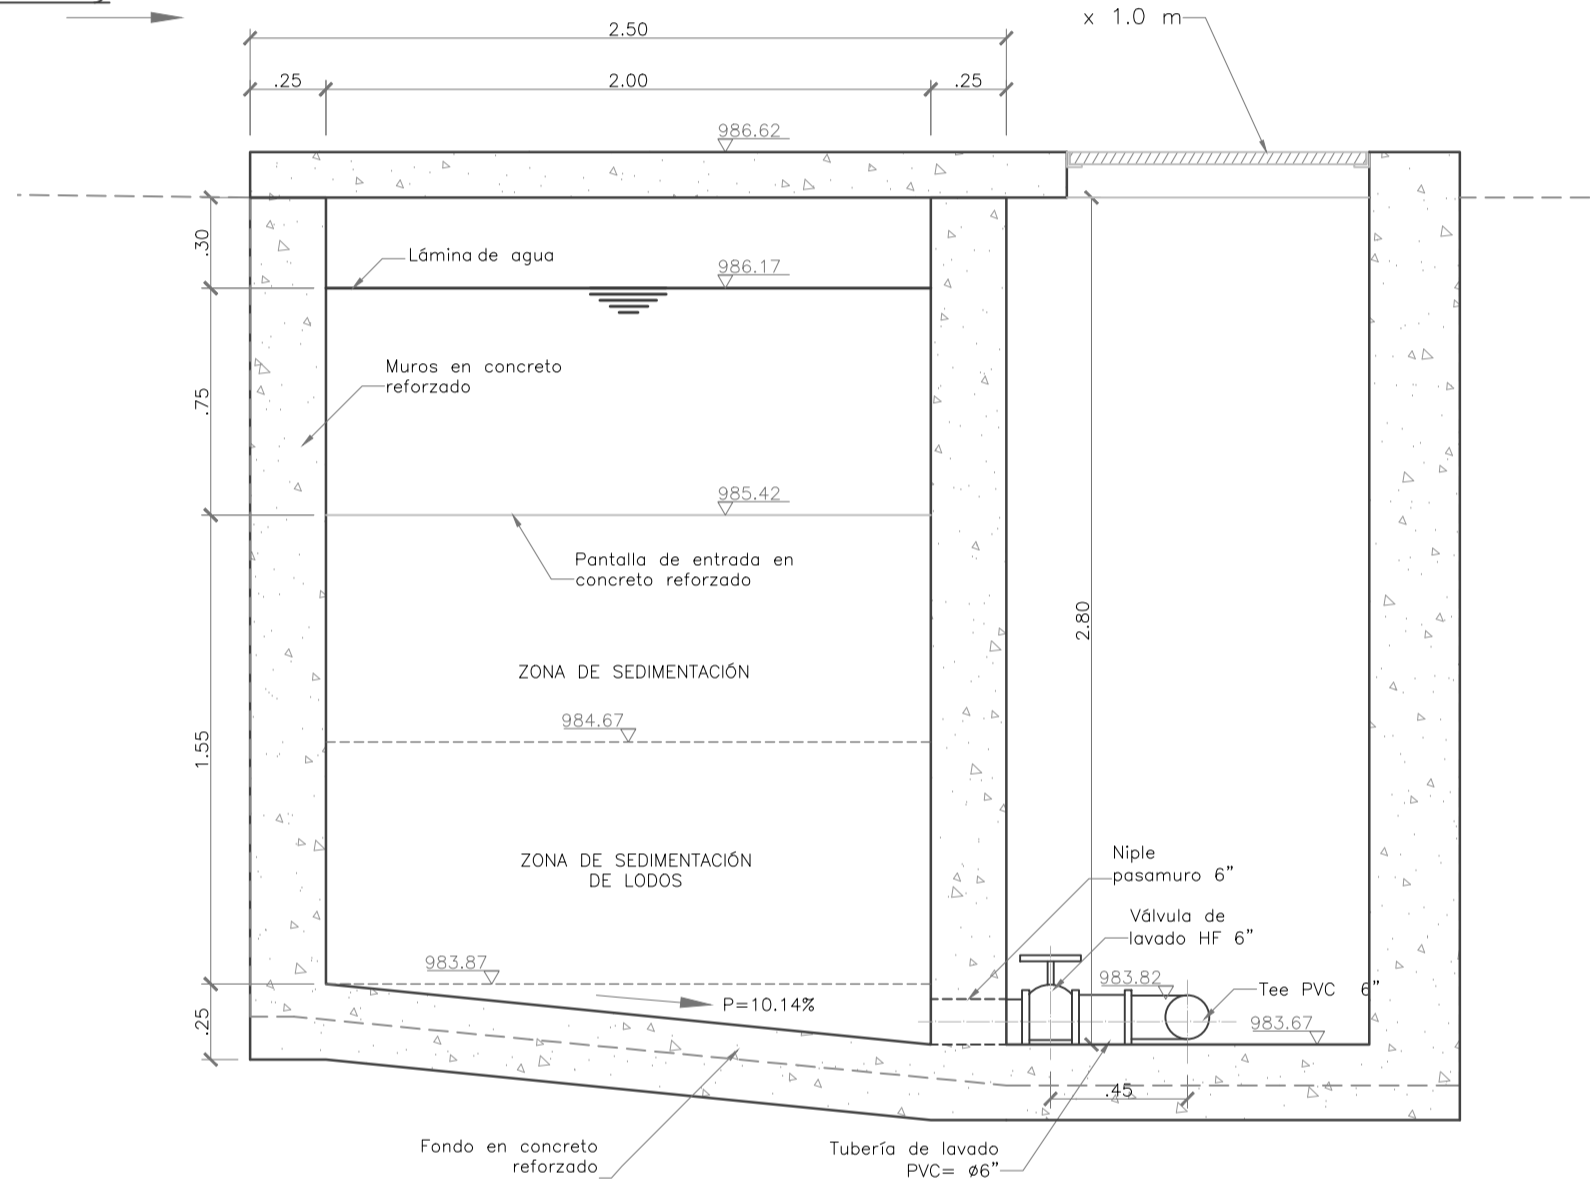 x 1.0 m
2.50
.25
2.00
.25
986.62
.30
Lámina de agua
986.17
Muros en concreto
reforzado
.75
985.42
Pantalla de entrada en
concreto reforzado
2.80
ZONA DE SEDIMENTACIÓN
984.67
1.55
ZONA DE SEDIMENTACIÓN
DE LODOS
Niple
pasamuro 6"
Válvula de
lavado HF 6"
983.87
983.82
Tee PVC 6"
P=10.14%
983.67
.25
.45
Fondo en concreto
reforzado
Tubería de lavado
PVC= ø6"